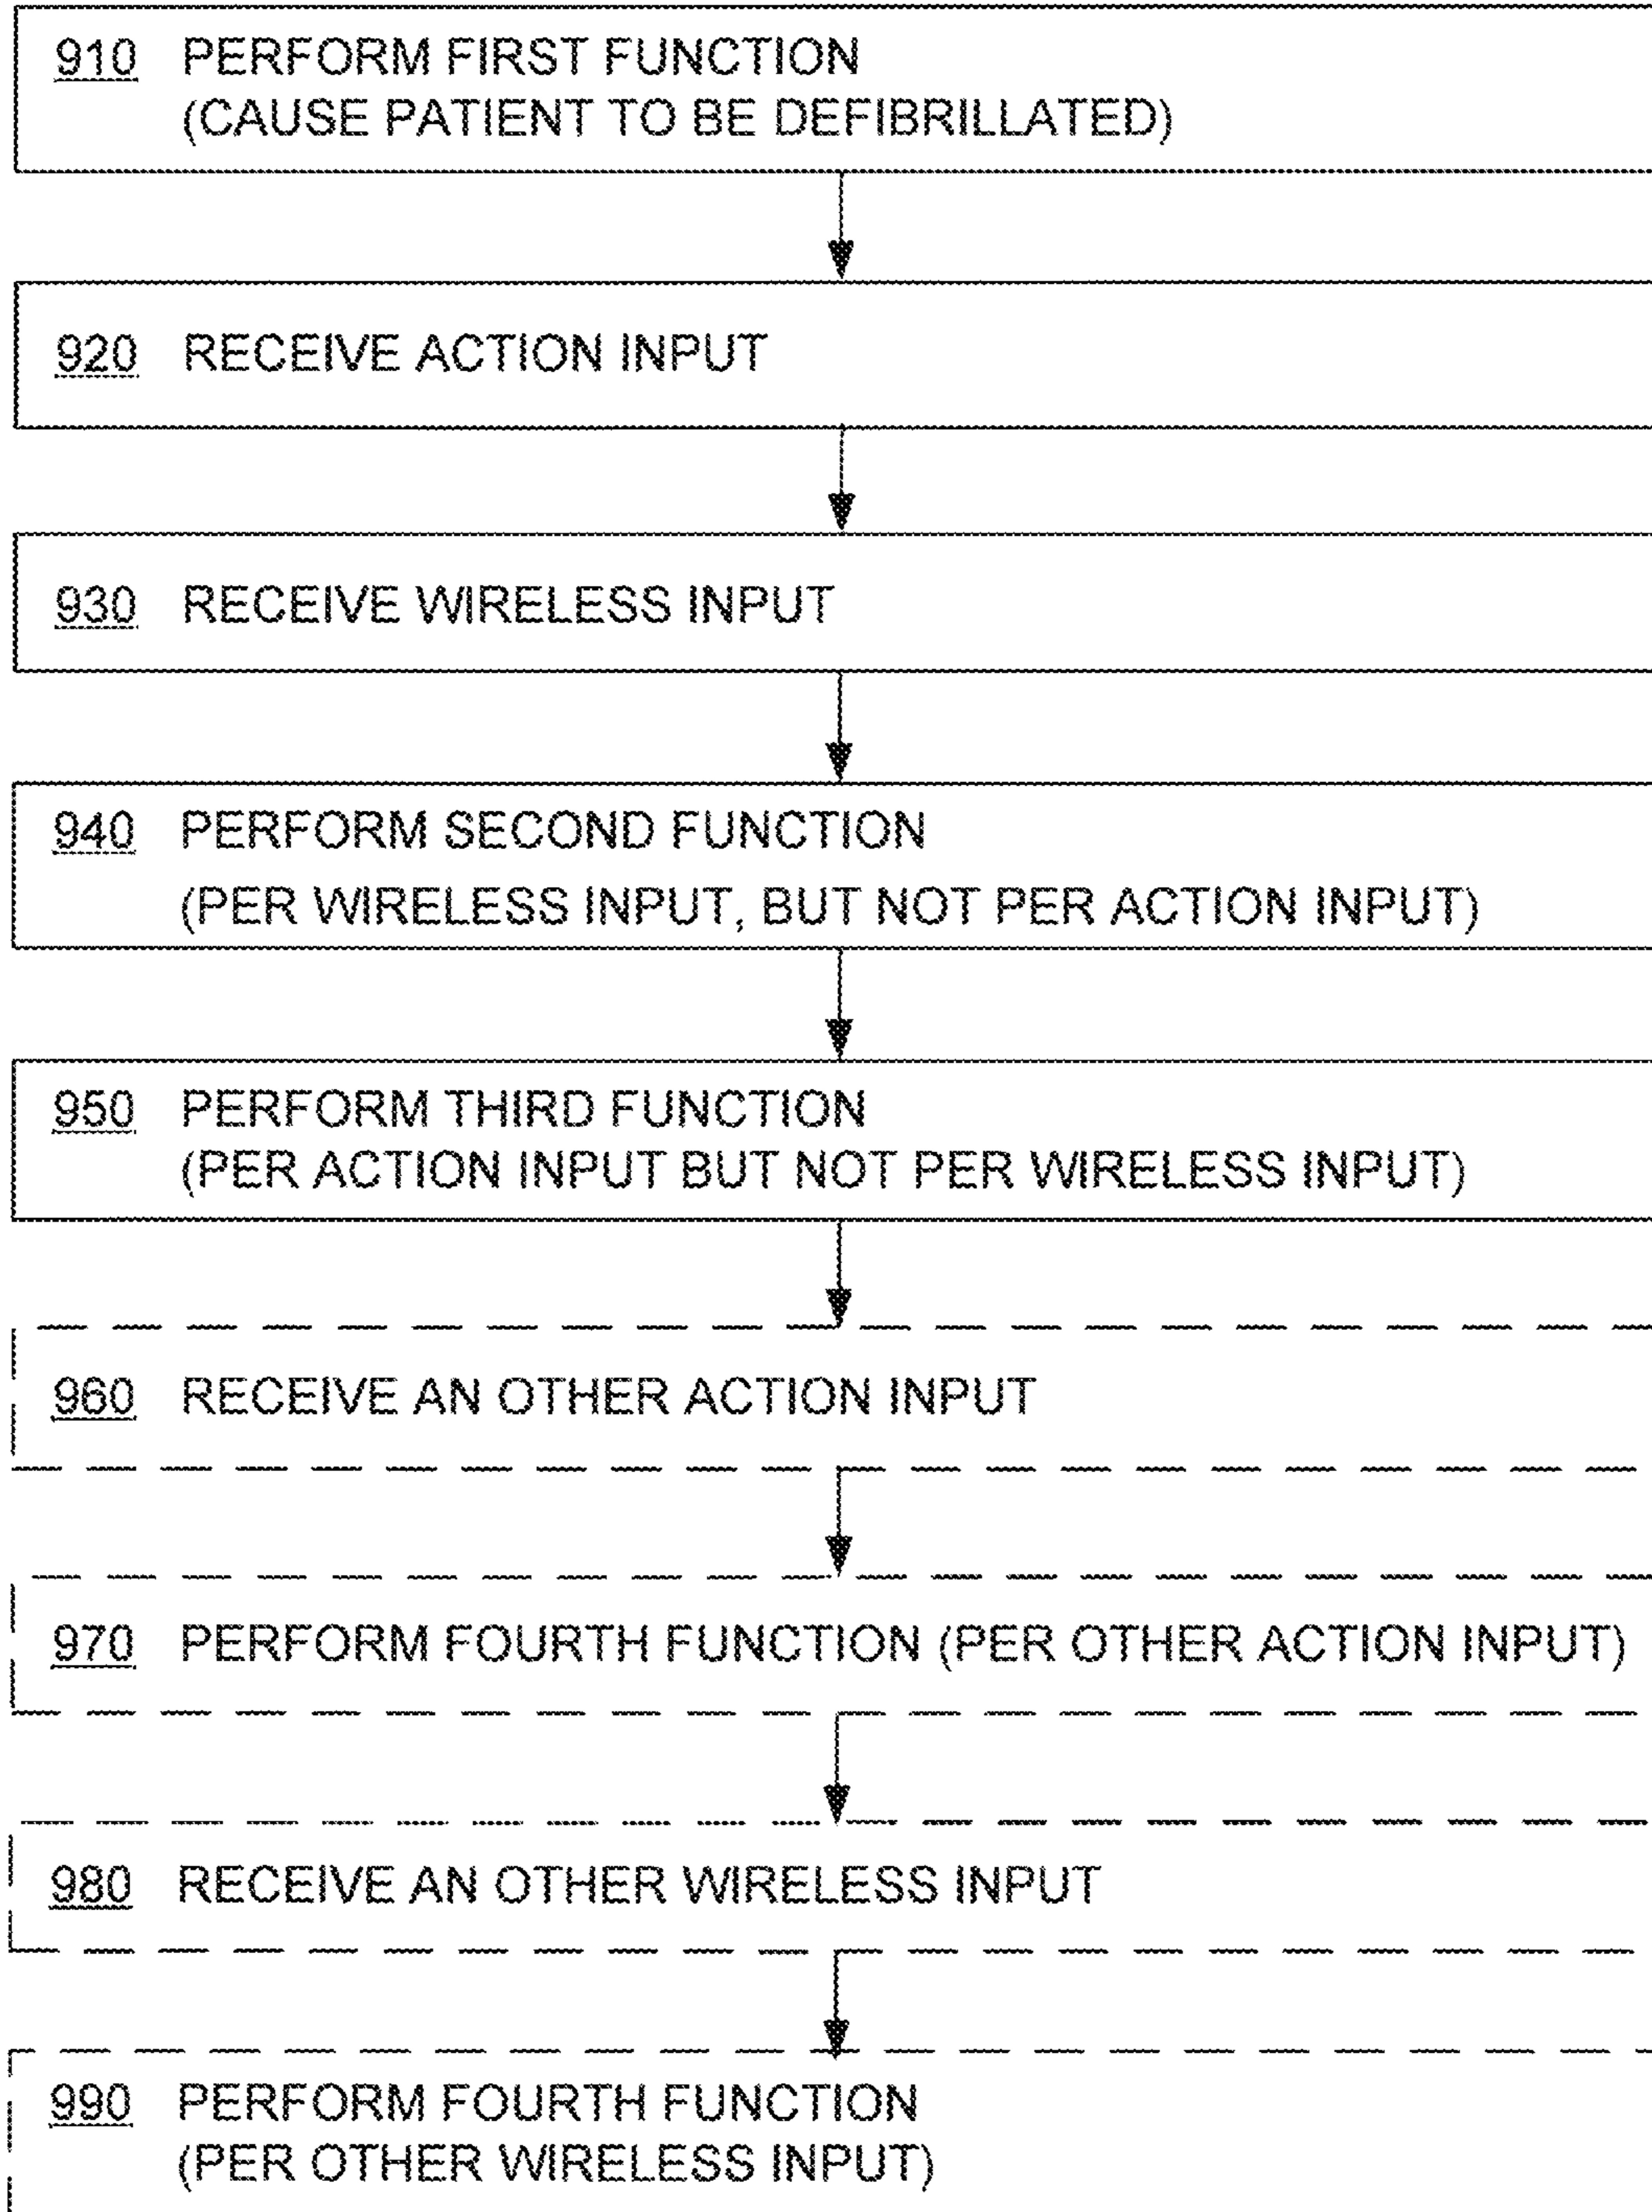 910 PERFORM FIRST FUNCTION
(CAUSE PATIENT TO BE DEFIBRILLATED)
920 RECEIVE ACTION INPUT
930 RECEIVE WIRELESS INPUT
940 PERFORM SECOND FUNCTION
(PER WIRELESS INPUT, BUT NOT PER ACTION INPUT)
950 PERFORM THIRD FUNCTION
(PER ACTION INPUT BUT NOT PER WIRELESS INPUT)
960 RECEIVE AN OTHER ACTION INPUT
970 PERFORM FOURTH FUNCTION (PER OTHER ACTION INPUT)
980 RECEIVE AN OTHER WIRELESS INPUT
990 PERFORM FOURTH FUNCTION
(PER OTHER WIRELESS INPUT)